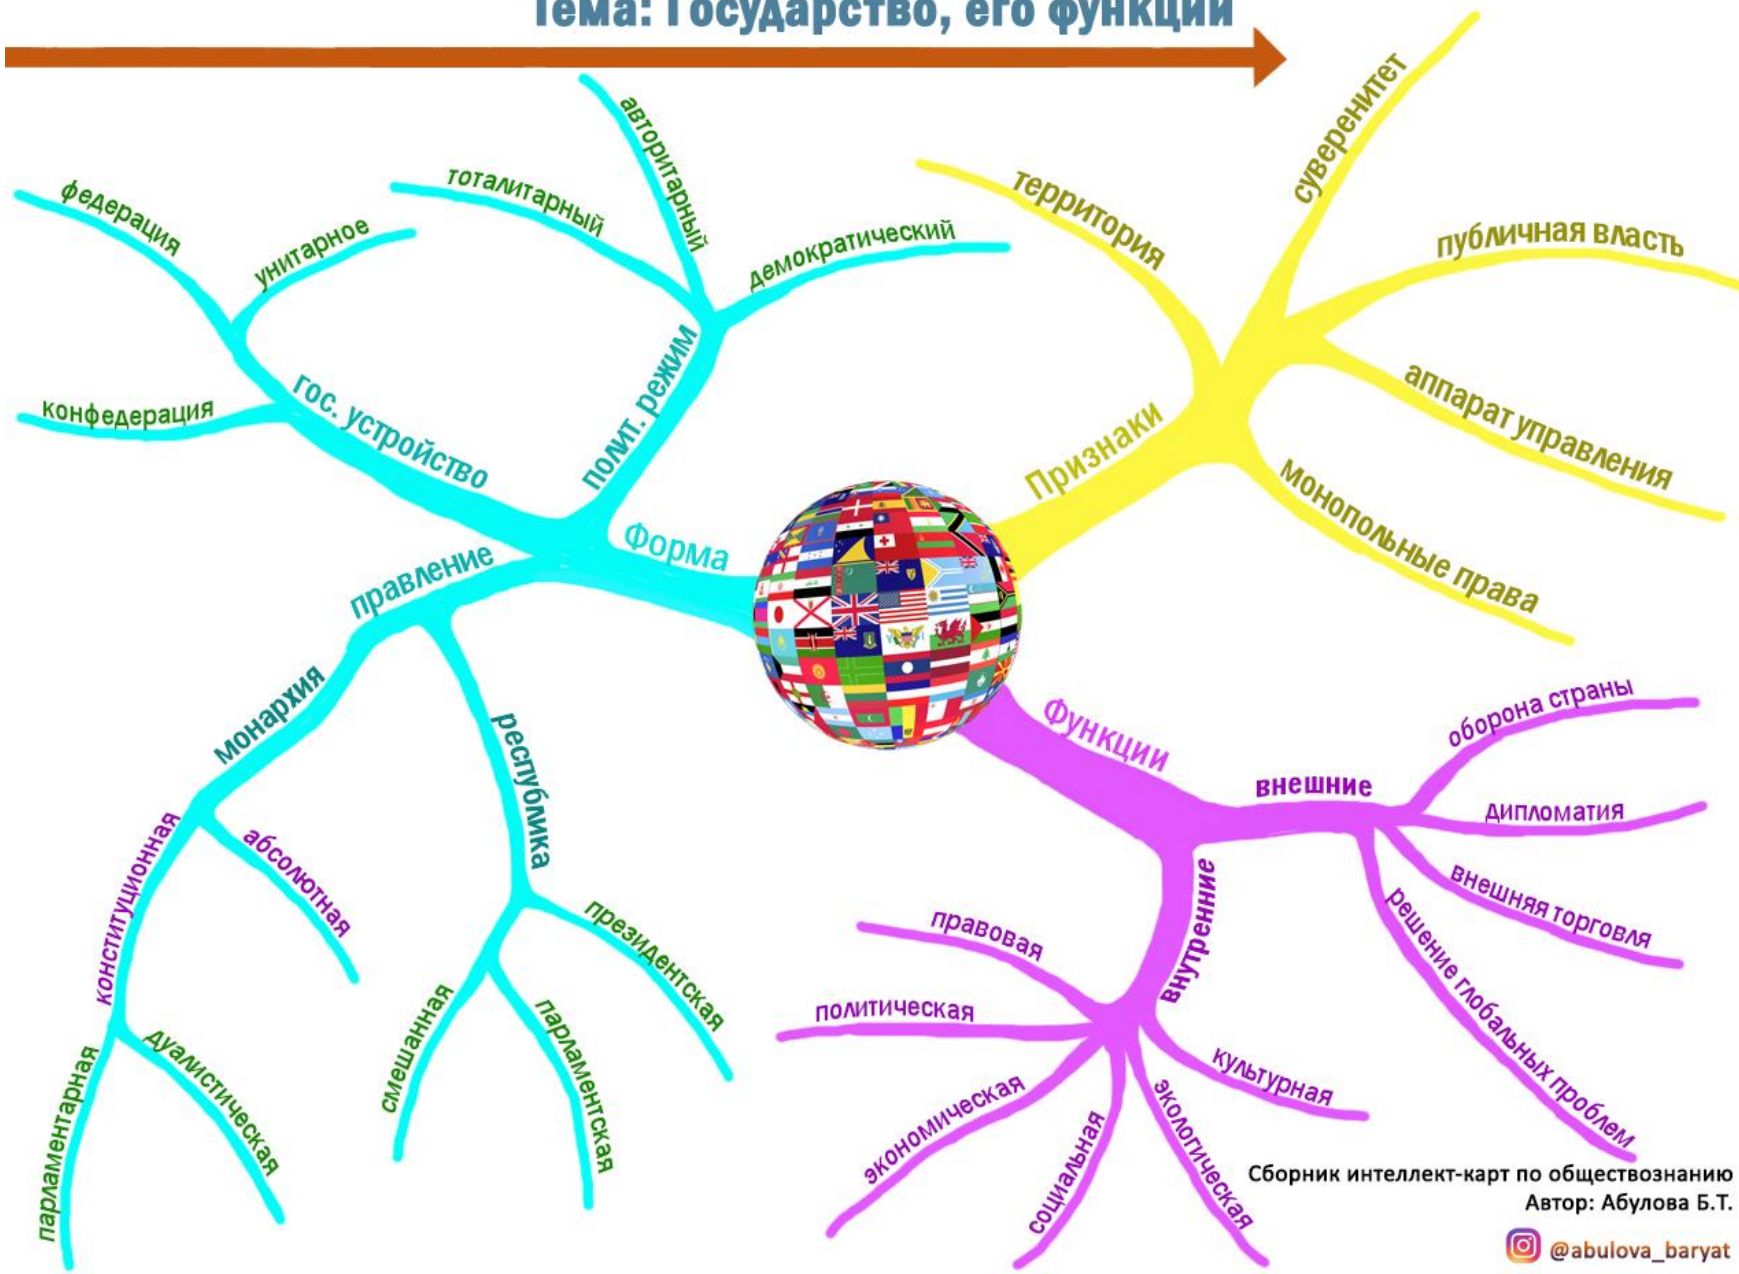 Тема: Государство, его функции
Форма
гос. устройство
федерация
унитарное
конфедерация
полит. режим
тоталитарный
авторитарный
демократический
правление
монархия
конституционная
парламентарная
дуалистическая
абсолютная
республика
смешанная
парламентская
президентская
Признаки
территория
суверенитет
публичная власть
аппарат управления
монопольные права
Функции
внешние
оборона страны
дипломатия
внешняя торговля
решение глобальных проблем
внутренние
правовая
политическая
экономическая
социальная
экологическая
культурная
Сборник интеллект-карт по обществознанию
Автор: Абулова Б.Т.
@abulova_baryat